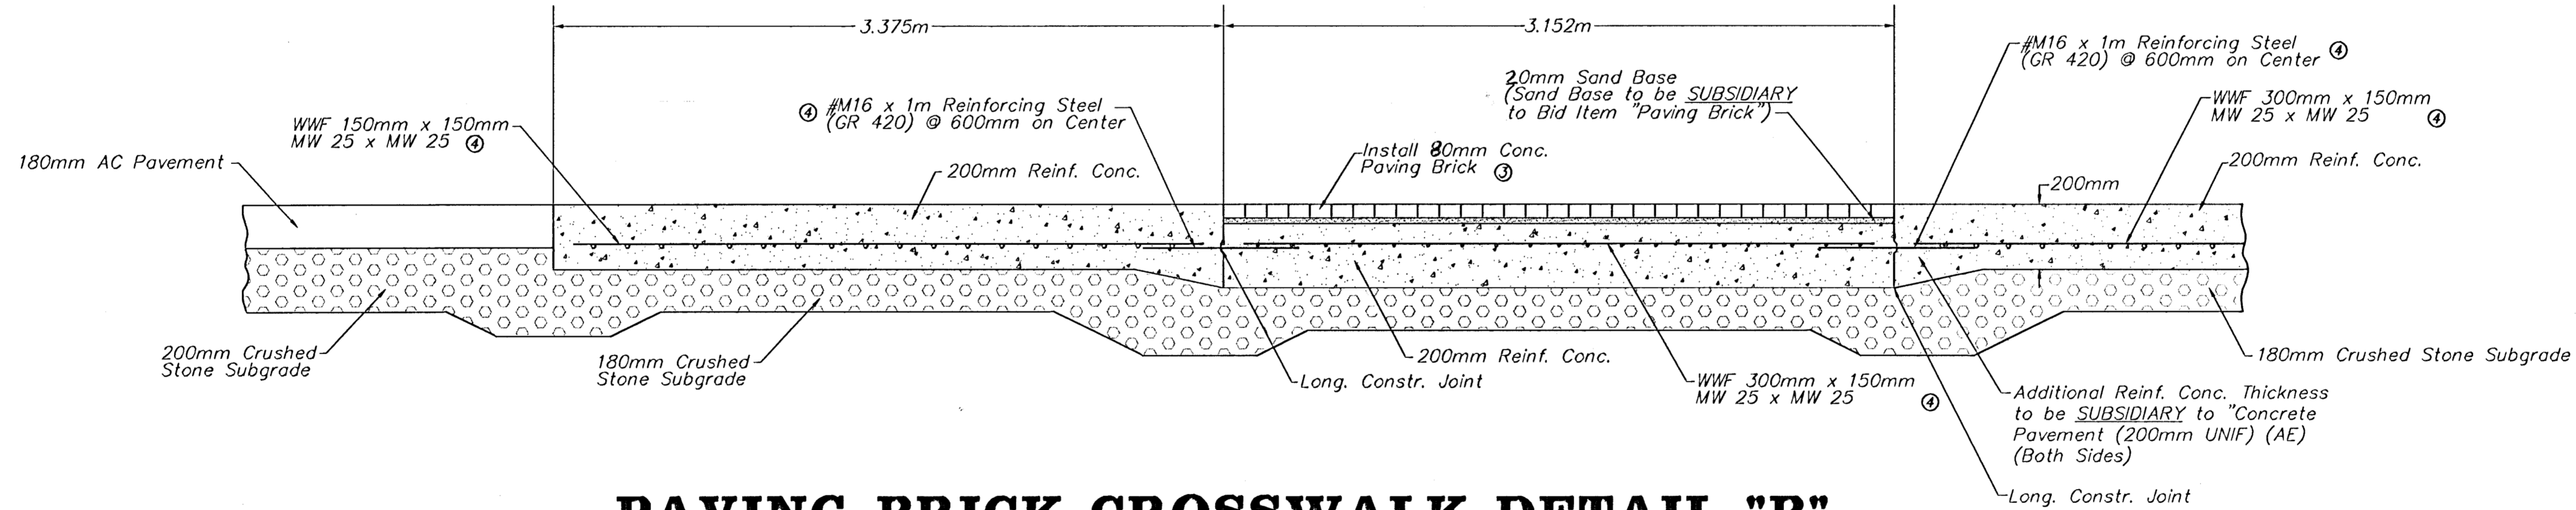 3.375m
3.152m
#M16 x 1m Reinforcing Steel
(GR 420) @ 600mm on Center ④
20mm Sand Base
(Sand Base to be SUBSIDIARY
to Bid Item "Paving Brick")
WWF 300mm x 150mm
MW 25 x MW 25 ④
④ #M16 x 1m Reinforcing Steel
(GR 420) @ 600mm on Center
WWF 150mm x 150mm
MW 25 x MW 25 ④
180mm AC Pavement
200mm Reinf. Conc.
Install 80mm Conc.
Paving Brick ③
200mm
200mm Reinf. Conc.
200mm Crushed
Stone Subgrade
180mm Crushed
Stone Subgrade
Long. Constr. Joint
200mm Reinf. Conc.
WWF 300mm x 150mm
MW 25 x MW 25 ④
180mm Crushed Stone Subgrade
Additional Reinf. Conc. Thickness
to be SUBSIDIARY to "Concrete
Pavement (200mm UNIF) (AE)
(Both Sides)
Long. Constr. Joint
PAVING BRICK CROSSWALK DETAIL "B"